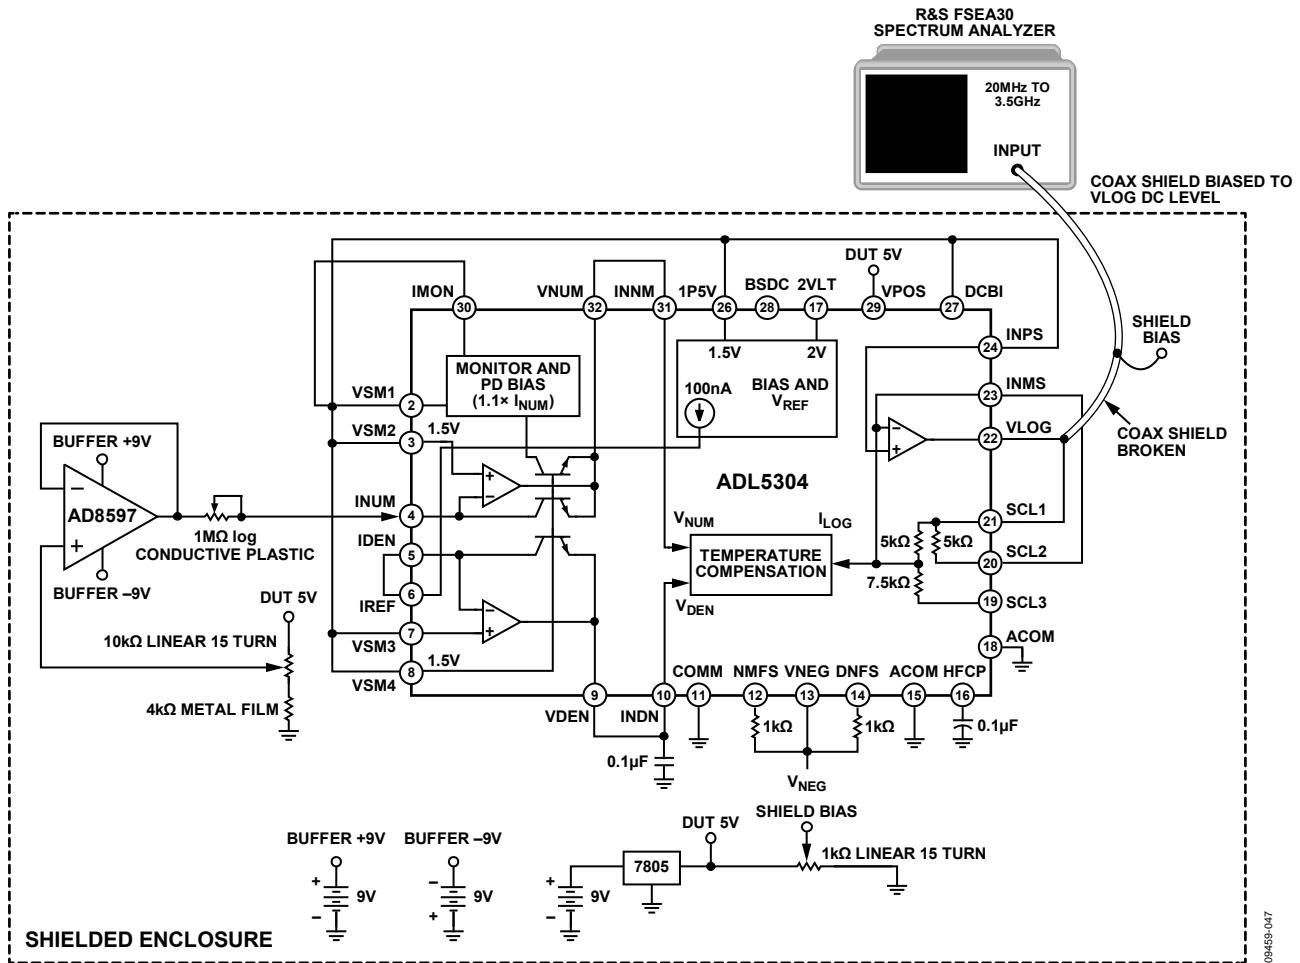 R&S FSEA30
SPECTRUM ANALYZER
20MHz TO
3.5GHz
INPUT
COAX SHIELD BIASED TO
VLOG DC LEVEL
DUT 5V
IMON
VNUM
INNM
1P5V
BSDC
2VLT
VPOS
DCBI
30
32
31
26
28
17
29
27
INPS
24
SHIELD
BIAS
1.5V
2V
MONITOR AND
PD BIAS
(1.1× INUM)
BIAS AND
VREF
100nA
INMS
23
VSM1
2
VLOG
22
COAX SHIELD
BROKEN
BUFFER +9V
VSM2
3
1.5V
ADL5304
AD8597
INUM
4
1MΩ log
CONDUCTIVE PLASTIC
VNUM
ILOG
SCL1
21
5kΩ
5kΩ
IDEN
5
TEMPERATURE
COMPENSATION
SCL2
20
BUFFER –9V
VDEN
7.5kΩ
IREF
6
SCL3
19
DUT 5V
10kΩ LINEAR 15 TURN
VSM3
7
ACOM
18
1.5V
VSM4
8
4kΩ METAL FILM
COMM
NMFS
VNEG
DNFS
ACOM
HFCP
9
10
11
12
13
14
15
16
VDEN
INDN
1kΩ
1kΩ
0.1µF
0.1µF
VNEG
SHIELD BIAS
DUT 5V
BUFFER +9V
BUFFER –9V
1kΩ LINEAR 15 TURN
7805
+
9V
–
–
9V
+
+
9V
–
SHIELDED ENCLOSURE
09459-047